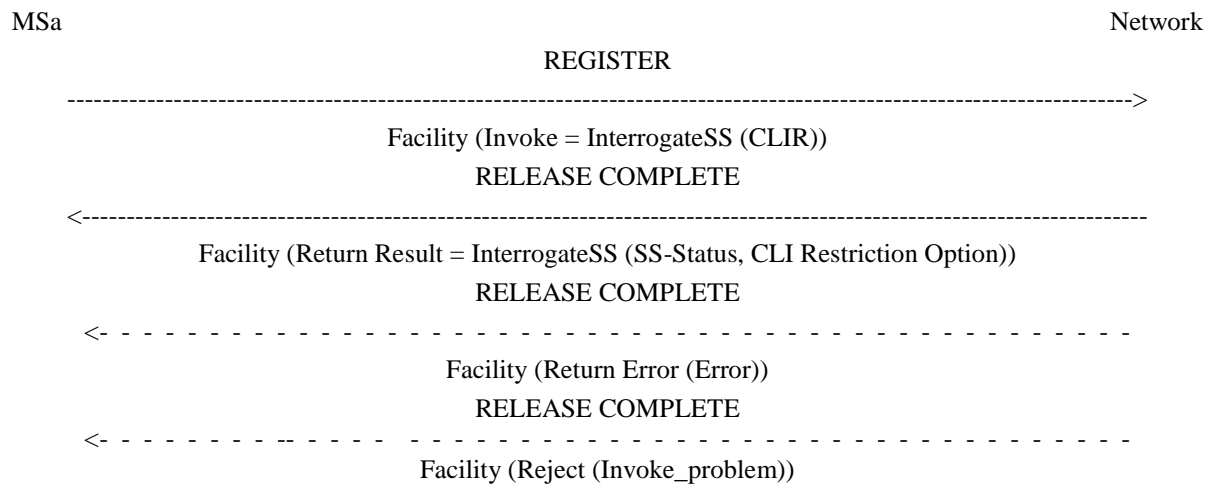 MSa Network
REGISTER
Facility (Invoke = InterrogateSS (CLIR))
RELEASE COMPLETE
Facility (Return Result = InterrogateSS (SS-Status, CLI Restriction Option))
RELEASE COMPLETE
Facility (Return Error (Error))
RELEASE COMPLETE
Facility (Reject (Invoke_problem))